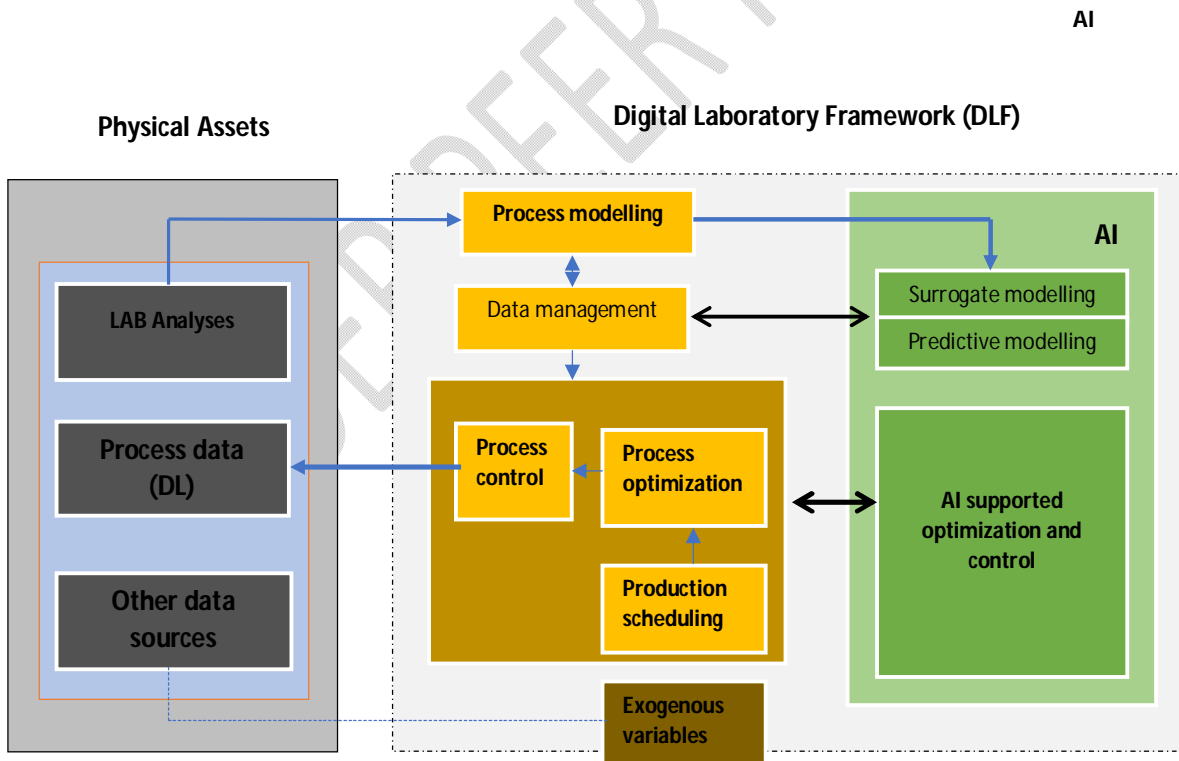 AI
Physical Assets
Digital Laboratory Framework (DLF)
Process modelling
AI
LAB Analyses
Data management
Surrogate modelling
Predictive modelling
Process data
(DL)
Process
control
Process
optimization
AI supported
optimization and
control
Other data
sources
Production
scheduling
Exogenous
variables